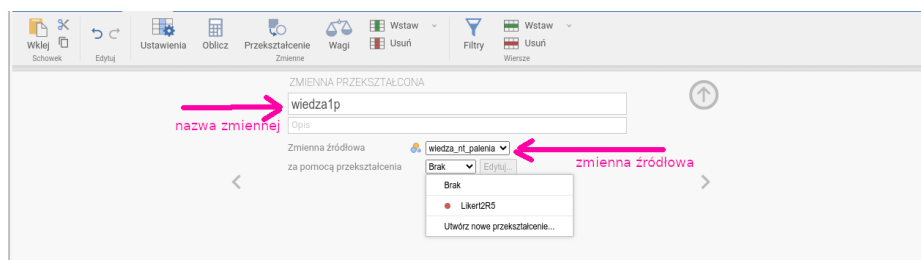 Wklej
Schowek
Edytuj
Ustawienia
Oblicz
Przekształcenie
Wagi
Wstaw
Usuń
Zmienne
Filtry
Wstaw
Usuń
Wiersze
ZMIENNA PRZEKSZTAŁCONA
wiedza1p
nazwa zmiennej
Opis
Zmienna źródłowa
wiedza_nt_palenia
zmienna źródłowa
za pomocą przekształcenia
Brak
Edytuj...
Brak
Likert2R5
Utwórz nowe przekształcenie...